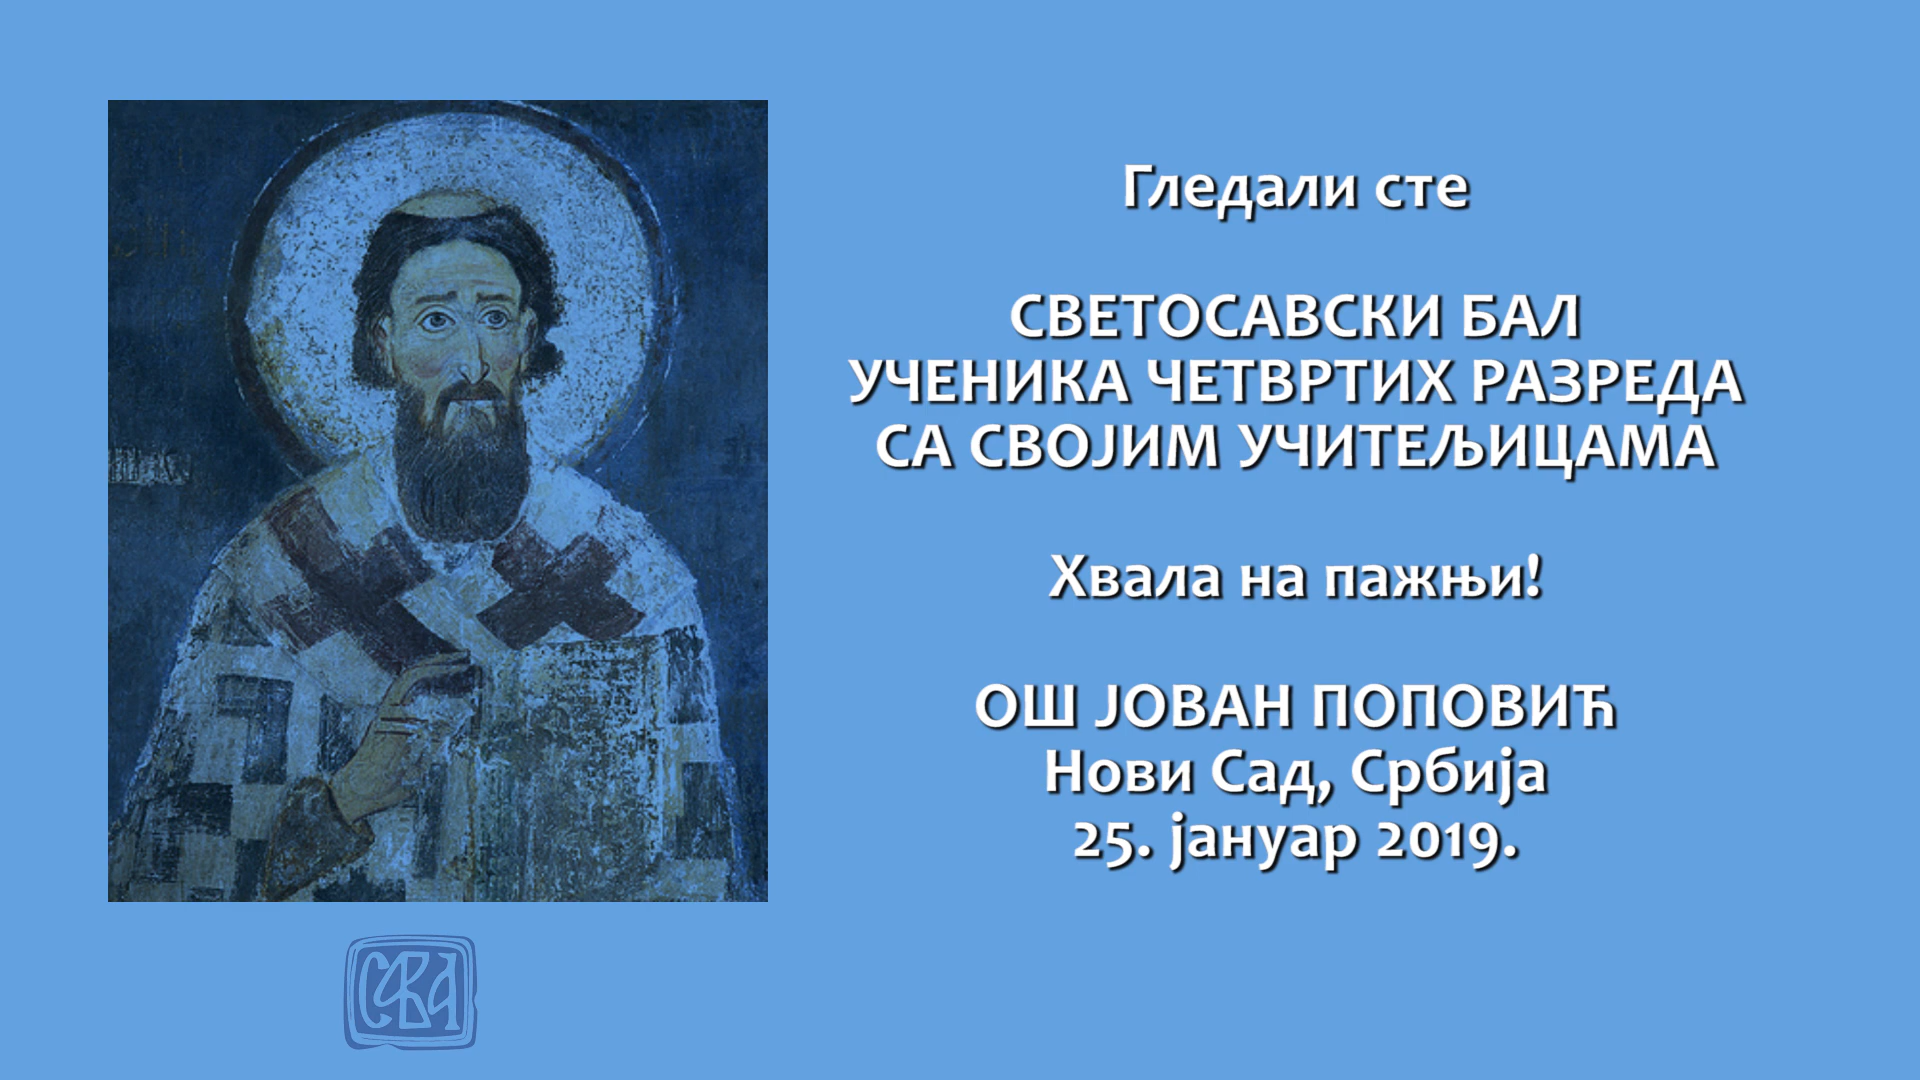 Гледали сте
СВЕТОСАВСКИ БАЛ
УЧЕНИКА ЧЕТВРТИХ РАЗРЕДА
СА СВОЈИМ УЧИТЕЉИЦАМА
Хвала на пажњи!
ОШ ЈОВАН ПОПОВИЋ
Нови Сад, Србија
25. јануар 2019.
САВА